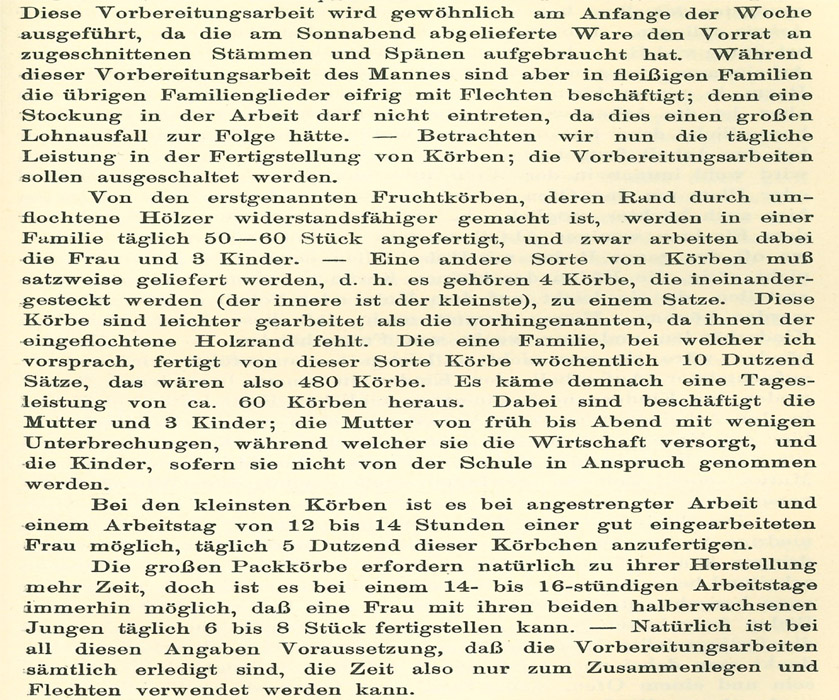 Diese Vorbereitungsarbeit wird gewöhnlich am Anfange der Woche
ausgeführt, da die am Sonnabend abgelieferte Ware den Vorrat an
zugeschnittenen Stämmen und Spänen aufgebraucht hat. Während
dieser Vorbereitungsarbeit des Mannes sind aber in fleißigen Familien
die übrigen Familienglieder eifrig mit Flechten beschäftigt; denn eine
Stockung in der Arbeit darf nicht eintreten, da dies einen großen
Lohnausfall zur Folge hätte. — Betrachten wir nun die tägliche
Leistung in der Fertigstellung von Körben; die Vorbereitungsarbeiten
sollen ausgeschaltet werden.
Von den erstgenannten Fruchtkörben, deren Rand durch um-
flochtene Hölzer widerstandsfähiger gemacht ist, werden in einer
Familie täglich 50—60 Stück angefertigt, und zwar arbeiten dabei
die Frau und 3 Kinder. — Eine andere Sorte von Körben muß
satzweise geliefert werden, d. h. es gehören 4 Körbe, die ineinander-
gesteckt werden (der innere ist der kleinste), zu einem Satze. Diese
Körbe sind leichter gearbeitet als die vorhingenannten, da ihnen der
eingeflochtene Holzrand fehlt. Die eine Familie, bei welcher ich
vorsprach, fertigt von dieser Sorte Körbe wöchentlich 10 Dutzend
Sätze, das wären also 480 Körbe. Es käme demnach eine Tages-
leistung von ca. 60 Körben heraus. Dabei sind beschäftigt die
Mutter und 3 Kinder; die Mutter von früh bis Abend mit wenigen
Unterbrechungen, während welcher sie die Wirtschaft versorgt, und
die Kinder, sofern sie nicht von der Schule in Anspruch genommen
werden.
Bei den kleinsten Körben ist es bei angestrengter Arbeit und
einem Arbeitstag von 12 bis 14 Stunden einer gut eingearbeiteten
Frau möglich, täglich 5 Dutzend dieser Körbchen anzufertigen.
Die großen Packkörbe erfordern natürlich zu ihrer Herstellung
mehr Zeit, doch ist es bei einem 14- bis 16-stündigen Arbeitstage
immerhin möglich, daß eine Frau mit ihren beiden halberwachsenen
Jungen täglich 6 bis 8 Stück fertigstellen kann. — Natürlich ist bei
all diesen Angaben Voraussetzung, daß die Vorbereitungsarbeiten
sämtlich erledigt sind, die Zeit also nur zum Zusammenlegen und
Flechten verwendet werden kann.